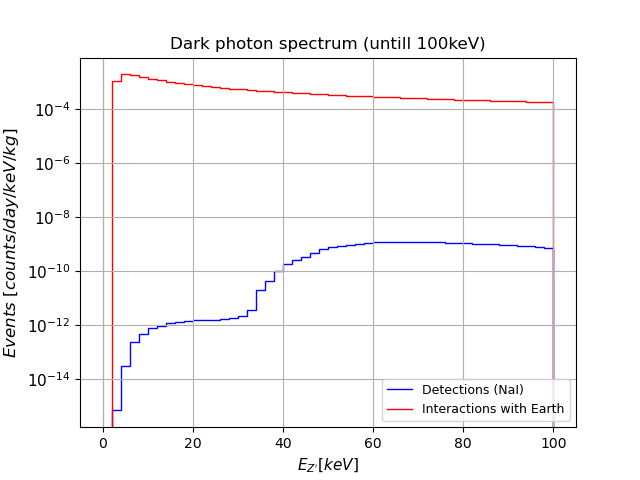 Dark photon spectrum (untill 100keV)
Events [counts/day/keV/kg]
10⁻⁴
10⁻⁶
10⁻⁸
10⁻¹⁰
10⁻¹²
10⁻¹⁴
Detections (NaI)
Interactions with Earth
0 20 40 60 80 100
E_Z′[keV]